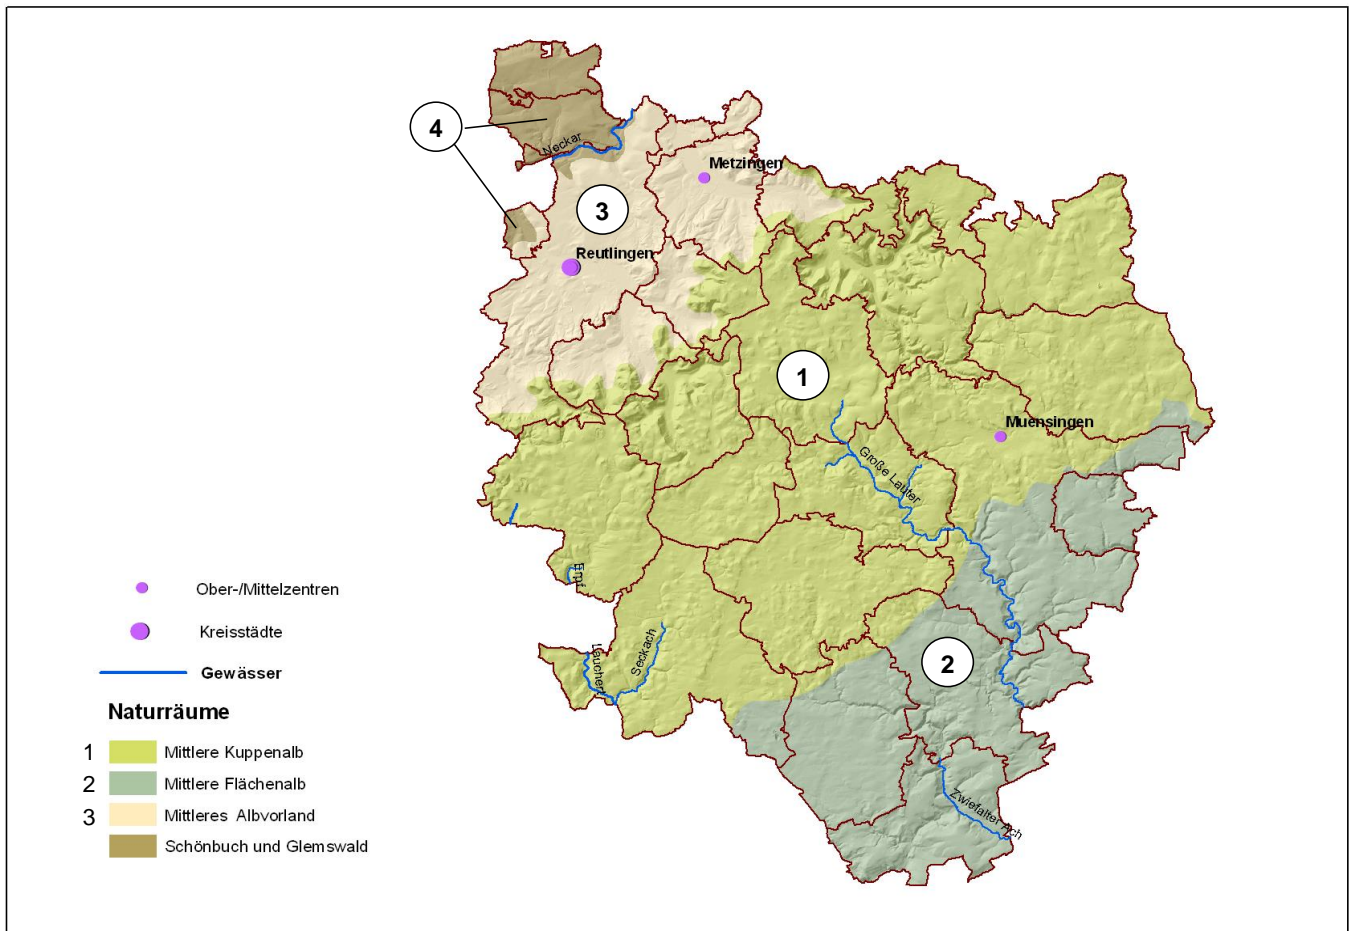 4
Neckar
Metzingen
3
Reutlingen
1
Muensingen
Große Lauter
Erpf
Ober-/Mittelzentren
Kreisstädte
Lauchert
Seckach
2
Gewässer
Naturräume
1 Mittlere Kuppenalb
2 Mittlere Flächenalb
3 Mittleres Albvorland
Schönbuch und Glemswald
Zwiefalter Ach